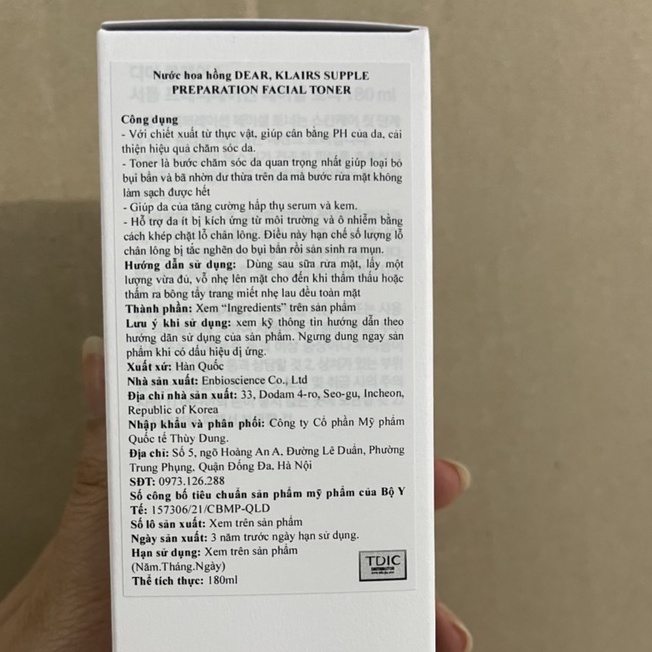 Nước hoa hồng DEAR, KLAIRS SUPPLE
PREPARATION FACIAL TONER
Công dụng
- Với chiết xuất từ thực vật, giúp cân bằng PH của da, cải
thiện hiệu quả chăm sóc da.
- Toner là bước chăm sóc da quan trọng nhất giúp loại bỏ
bụi bẩn và bã nhờn dư thừa trên da mà bước rửa mặt không
làm sạch được hết
- Giúp da của tăng cường hấp thụ serum và kem.
- Hỗ trợ da ít bị kích ứng từ môi trường và ô nhiễm bằng
cách khép chặt lỗ chân lông. Điều này hạn chế số lượng lỗ
chân lông bị tắc nghẽn do bụi bẩn rồi sản sinh ra mụn.
Hướng dẫn sử dụng: Dùng sau sữa rửa mặt, lấy một
lượng vừa đủ, vỗ nhẹ lên mặt cho đến khi thẩm thấu hoặc
thấm ra bông tẩy trang miết nhẹ lau đều toàn mặt
Thành phần: Xem “Ingredients” trên sản phẩm
Lưu ý khi sử dụng: xem kỹ thông tin hướng dẫn theo
hướng dẫn sử dụng của sản phẩm. Ngưng dung ngay sản
phẩm khi có dấu hiệu dị ứng.
Xuất xứ: Hàn Quốc
Nhà sản xuất: Enbioscience Co., Ltd
Địa chỉ nhà sản xuất: 33, Dodam 4-ro, Seo-gu, Incheon,
Republic of Korea
Nhập khẩu và phân phối: Công ty Cổ phần Mỹ phẩm
Quốc tế Thùy Dung.
Địa chỉ: Số 5, ngõ Hoàng An A, Đường Lê Duẩn, Phường
Trung Phụng, Quận Đống Đa, Hà Nội
SĐT: 0973.126.288
Số công bố tiêu chuẩn sản phẩm mỹ phẩm của Bộ Y
Tế: 157306/21/CBMP-QLD
Số lô sản xuất: Xem trên sản phẩm
Ngày sản xuất: 3 năm trước ngày hạn sử dụng.
Hạn sử dụng: Xem trên sản phẩm
(Năm.Tháng.Ngày)
Thể tích thực: 180ml
TDIC